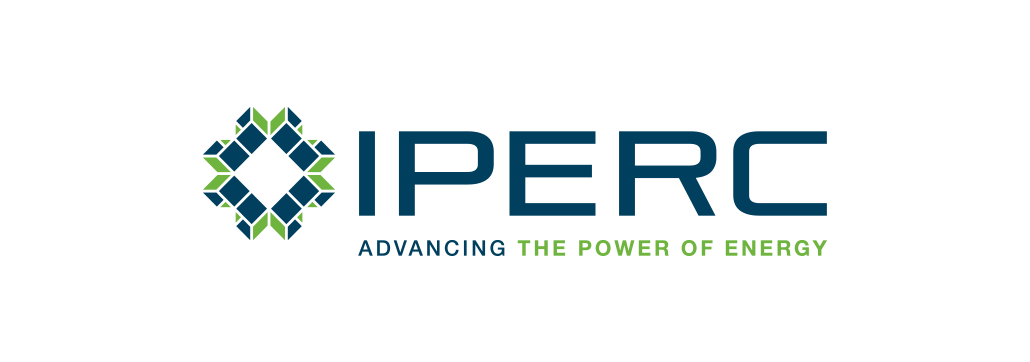 IPERC
ADVANCING THE POWER OF ENERGY